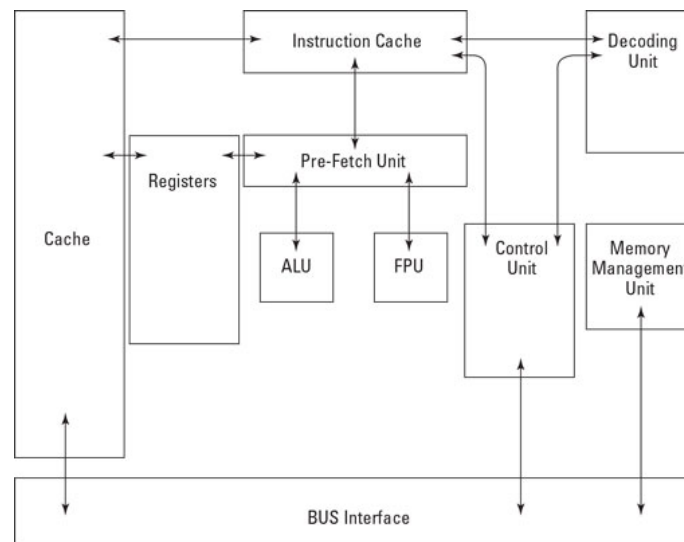 Instruction Cache
Decoding
Unit
Pre-Fetch Unit
Registers
Cache
ALU
FPU
Control
Unit
Memory
Management
Unit
BUS Interface